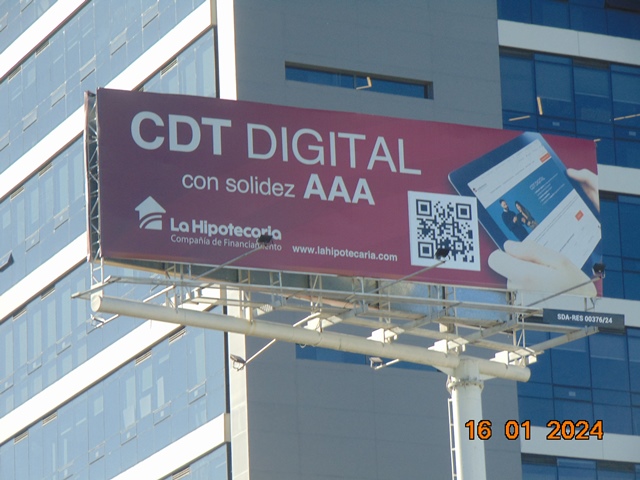 CDT DIGITAL
con solidez AAA
La Hipotecaria
Compañía de Financiamiento
www.lahipotecaria.com
SDA-RES 00376/24
16 01 2024